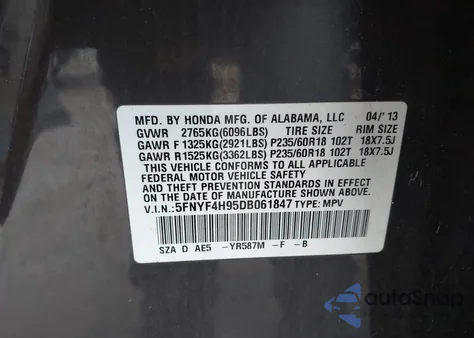 MFD. BY HONDA MFG. OF ALABAMA, LLC 04/'13
GVWR 2765KG(6096LBS) TIRE SIZE RIM SIZE
GAWR F 1325KG(2921LBS) P235/60R18 102T 18X7.5J
GAWR R 1525KG(3362LBS) P235/60R18 102T 18X7.5J
THIS VEHICLE CONFORMS TO ALL APPLICABLE
FEDERAL MOTOR VEHICLE SAFETY STANDARDS IN
EFFECT ON THE DATE OF MANUFACTURE SHOWN ABOVE.
V.I.N.: 5FNYF4H95DB061847 TYPE: MPV
SZA D AE5 -YR587M -F -B
autoSnap